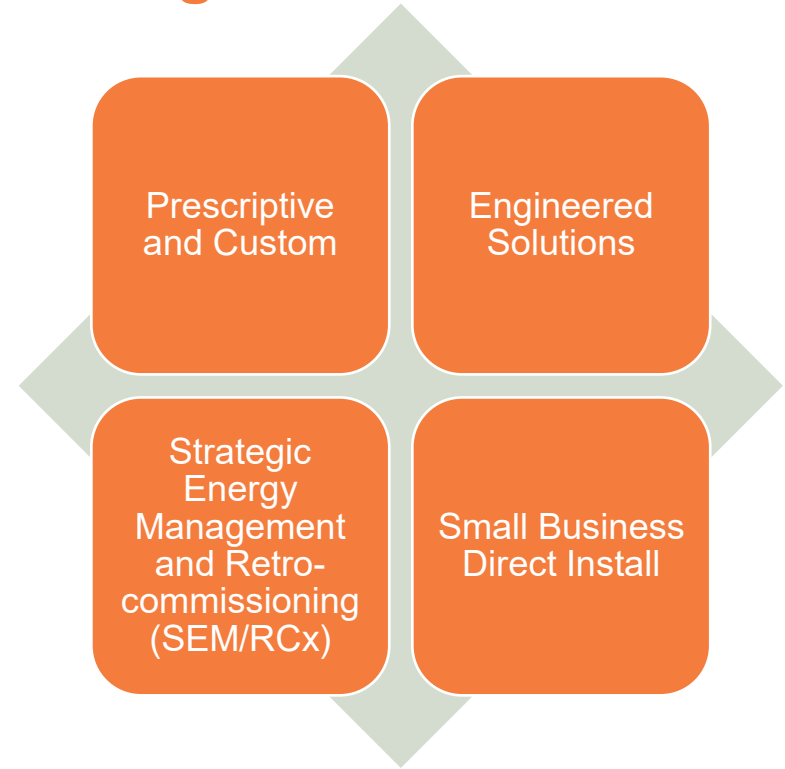 Prescriptive
and Custom
Engineered
Solutions
Strategic
Energy
Management
and Retro-
commissioning
(SEM/RCx)
Small Business
Direct Install